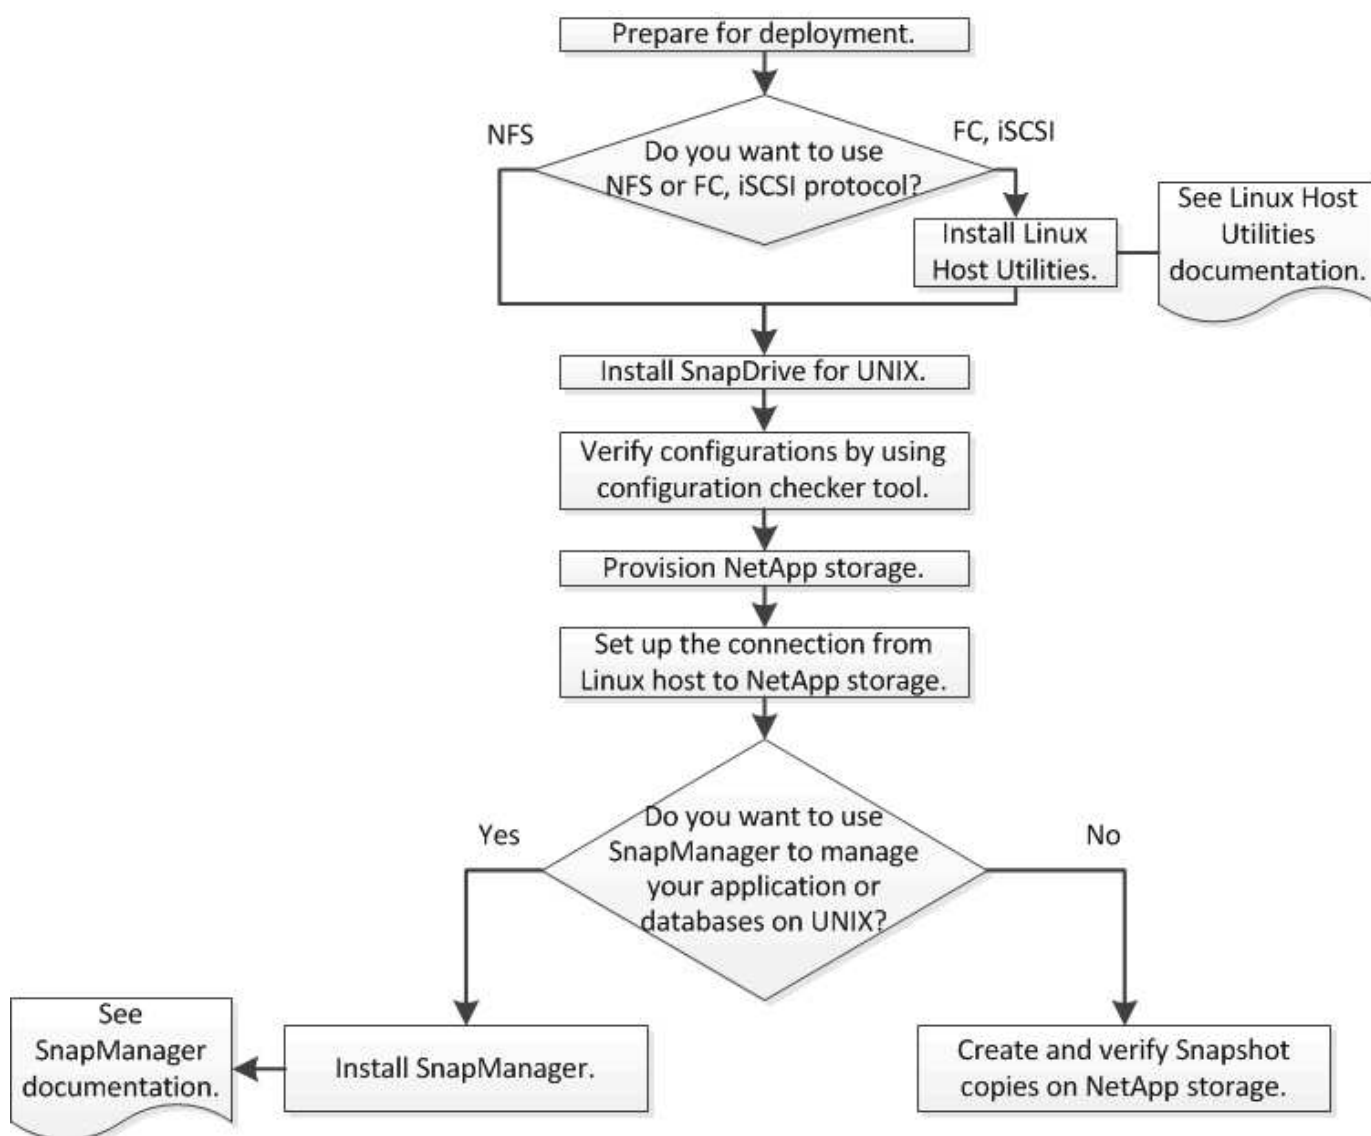 Prepare for deployment.
NFS
FC, iSCSI
Do you want to use
NFS or FC, iSCSI protocol?
Install Linux
Host Utilities.
See Linux Host
Utilities
documentation.
Install SnapDrive for UNIX.
Verify configurations by using
configuration checker tool.
Provision NetApp storage.
Set up the connection from
Linux host to NetApp storage.
Do you want to use
SnapManager to manage
your application or
databases on UNIX?
Yes
No
See
SnapManager
documentation.
Install SnapManager.
Create and verify Snapshot
copies on NetApp storage.